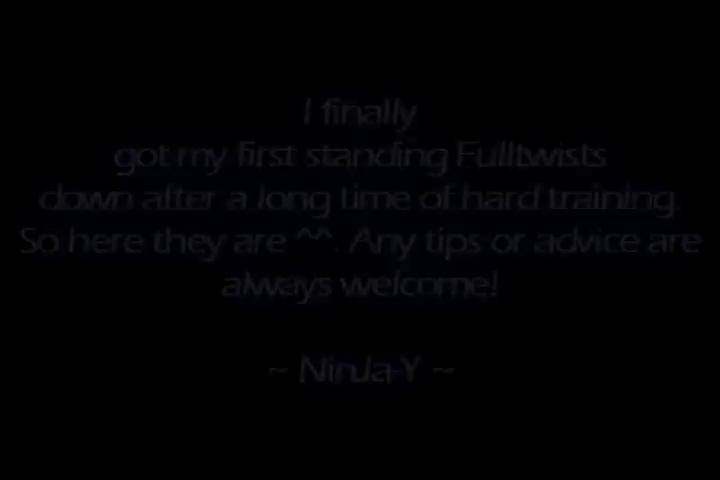 I finally
got my first standing Fulltwists
down after a long time of hard training.
So here they are ^^. Any tips or advice are
always welcome!
~ NinJa-Y ~